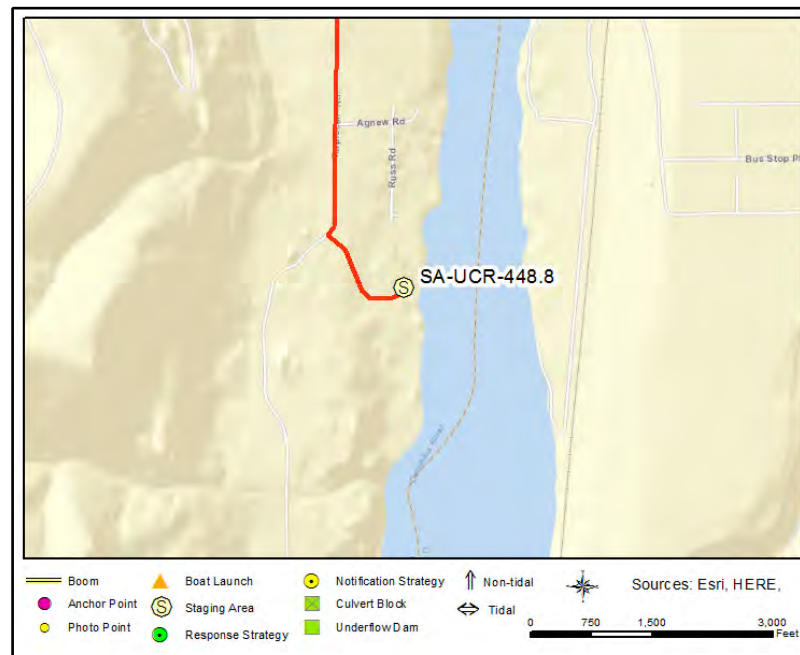 Agnew Rd
Russ Rd
Bus Stop Pl
S SA-UCR-448.8
Columbia River
Boom
Boat Launch
Notification Strategy
Non-tidal
Sources: Esri, HERE,
Anchor Point
S Staging Area
Culvert Block
Tidal
Photo Point
Response Strategy
Underflow Dam
0 750 1,500 3,000
Feet